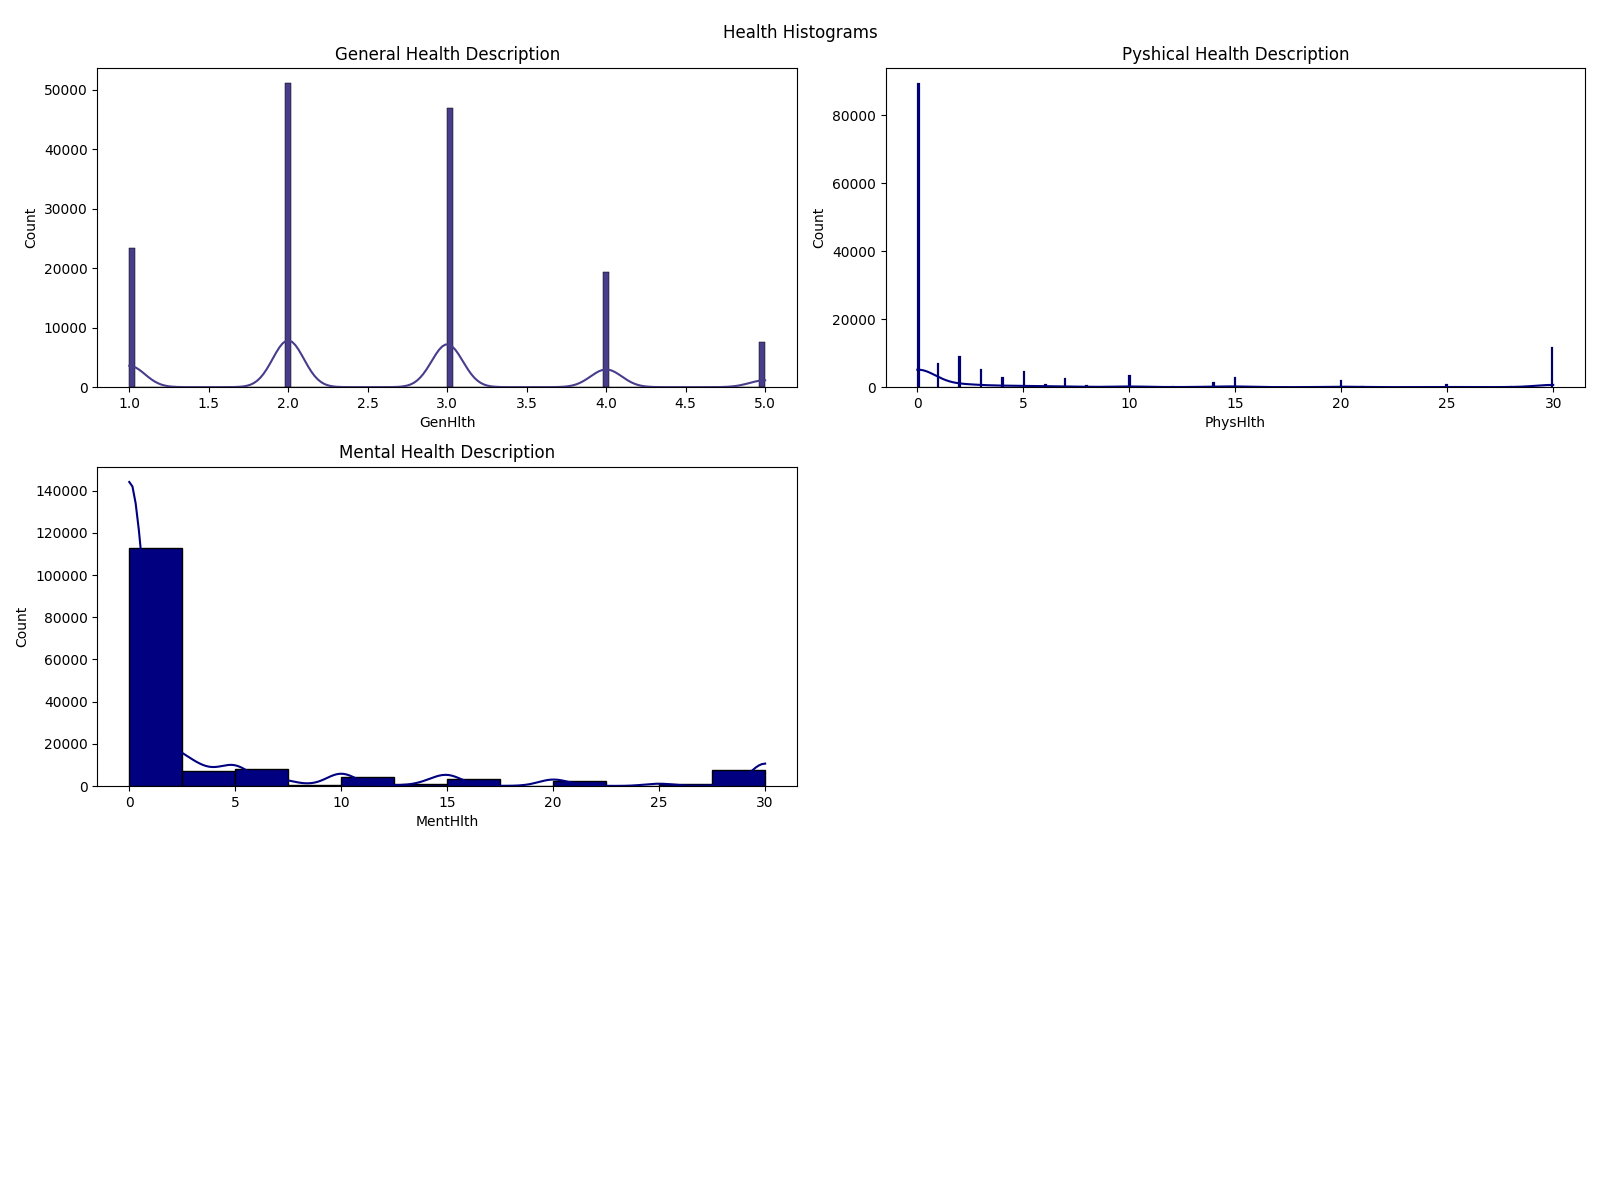 Health Histograms
General Health Description
50000
40000
30000
20000
10000
0
Count
1.0 1.5 2.0 2.5 3.0 3.5 4.0 4.5 5.0
GenHlth
Pyshical Health Description
80000
60000
40000
20000
0
Count
0 5 10 15 20 25 30
PhysHlth
Mental Health Description
140000
120000
100000
80000
60000
40000
20000
0
Count
0 5 10 15 20 25 30
MentHlth